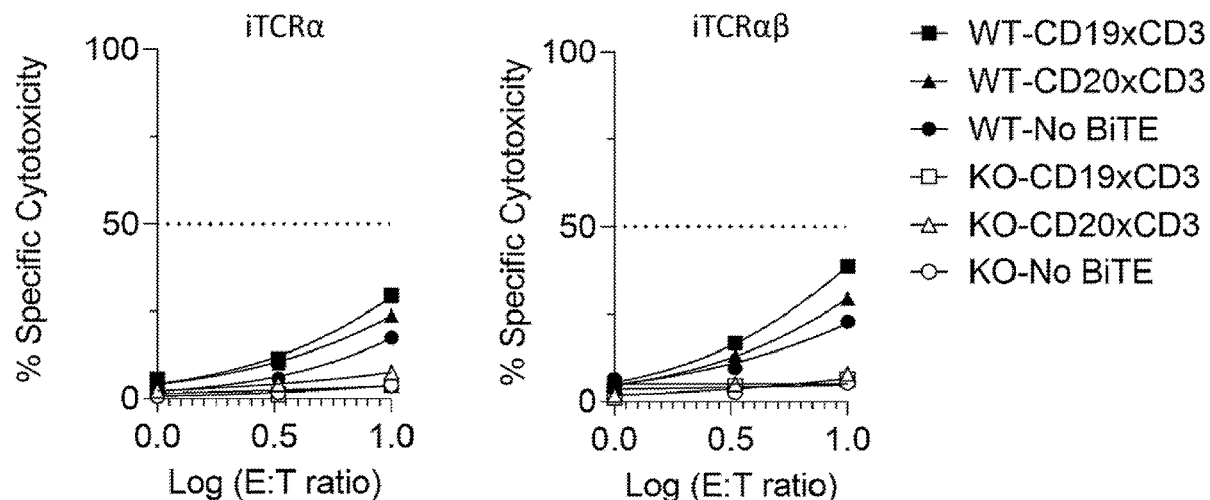 iTCRα
% Specific Cytotoxicity
100
50
0
0.0 0.5 1.0
Log (E:T ratio)
iTCRαβ
% Specific Cytotoxicity
100
50
0
0.0 0.5 1.0
Log (E:T ratio)
WT-CD19xCD3
WT-CD20xCD3
WT-No BiTE
KO-CD19xCD3
KO-CD20xCD3
KO-No BiTE